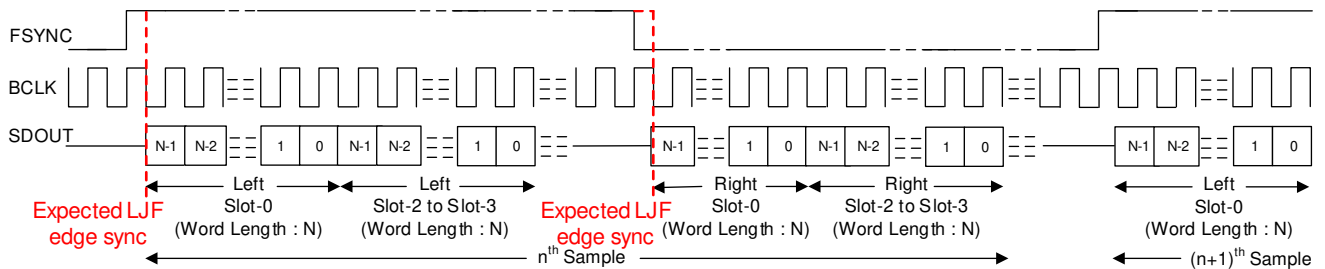 FSYNC
BCLK
SDOUT
N-1 N-2 1 0 N-1 N-2 1 0 N-1 1 0 N-1 N-2 1 0 N-1 N-2 1 0
Left Left Right Right Left
Expected LJF
edge sync
Slot-0
(Word Length : N)
Slot-2 to Slot-3
(Word Length : N)
Expected LJF
edge sync
Slot-0
(Word Length : N)
Slot-2 to Slot-3
(Word Length : N)
Slot-0
(Word Length : N)
nth Sample
(n+1)th Sample